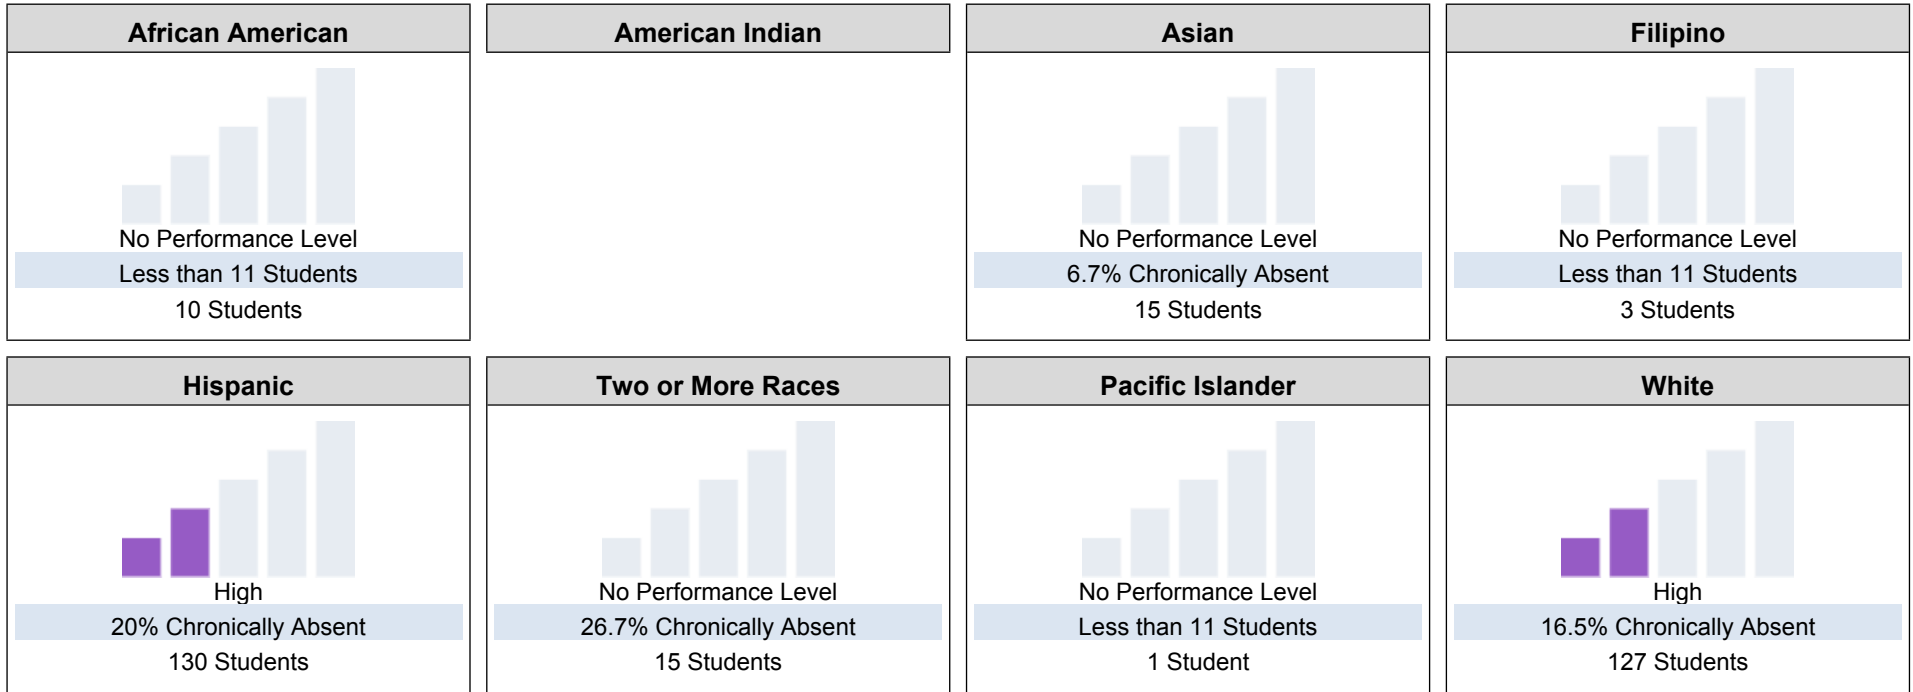 African American
No Performance Level
Less than 11 Students
10 Students
American Indian
Asian
No Performance Level
6.7% Chronically Absent
15 Students
Filipino
No Performance Level
Less than 11 Students
3 Students
Hispanic
High
20% Chronically Absent
130 Students
Two or More Races
No Performance Level
26.7% Chronically Absent
15 Students
Pacific Islander
No Performance Level
Less than 11 Students
1 Student
White
High
16.5% Chronically Absent
127 Students